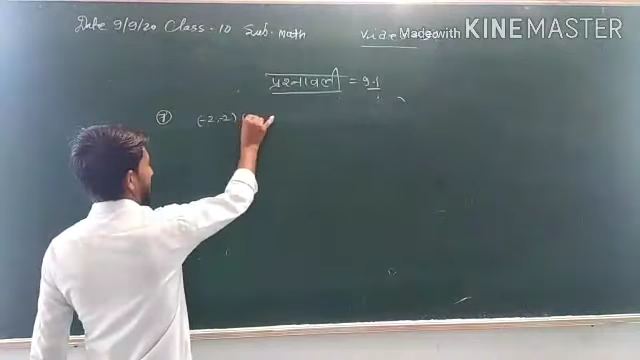 Date 9/9/20 Class-10 Sub. Math
Made with KINEMASTER
प्रश्नावली = 9.1
(-2,-2) (